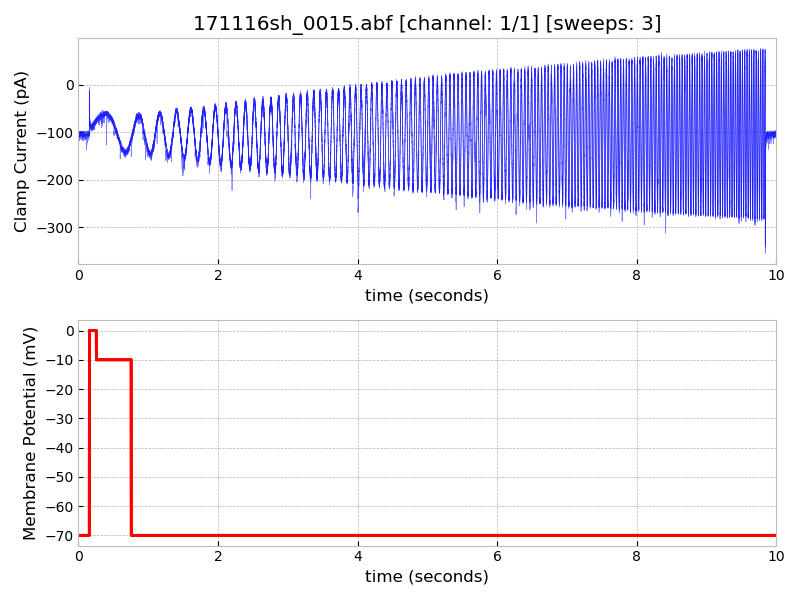 171116sh_0015.abf [channel: 1/1] [sweeps: 3]
Clamp Current (pA)
0
−100
−200
−300
0 2 4 6 8 10
time (seconds)
Membrane Potential (mV)
0
−10
−20
−30
−40
−50
−60
−70
0 2 4 6 8 10
time (seconds)